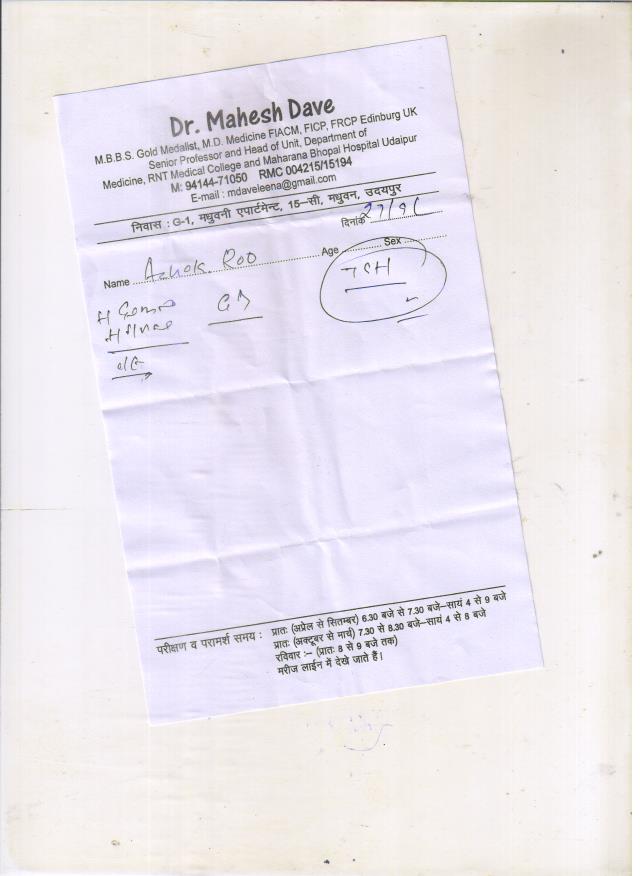 Dr. Mahesh Dave
M.B.B.S. Gold Medalist, M.D. Medicine FIACM, FICP, FRCP Edinburg UK
Senior Professor and Head of Unit, Department of
Medicine, RNT Medical College and Maharana Bhopal Hospital Udaipur
M: 94144-71050 RMC 004215/15194
E-mail : mdaveleena@gmail.com
निवास : G-1, मधुवनी एपार्टमेन्ट, 15-सी, मधुवन, उदयपुर
दिनांक
Name Ashok Roo Age Sex
TSH
परीक्षण व परामर्श समय : प्रातः (अप्रेल से सितम्बर) 6.30 बजे से 7.30 बजे-सायं 4 से 9 बजे
प्रातः (अक्टूबर से मार्च) 7.30 से 8.30 बजे-सायं 4 से 8 बजे
रविवार :- (प्रातः 8 से 9 बजे तक)
मरीज लाईन में देखे जाते हैं।